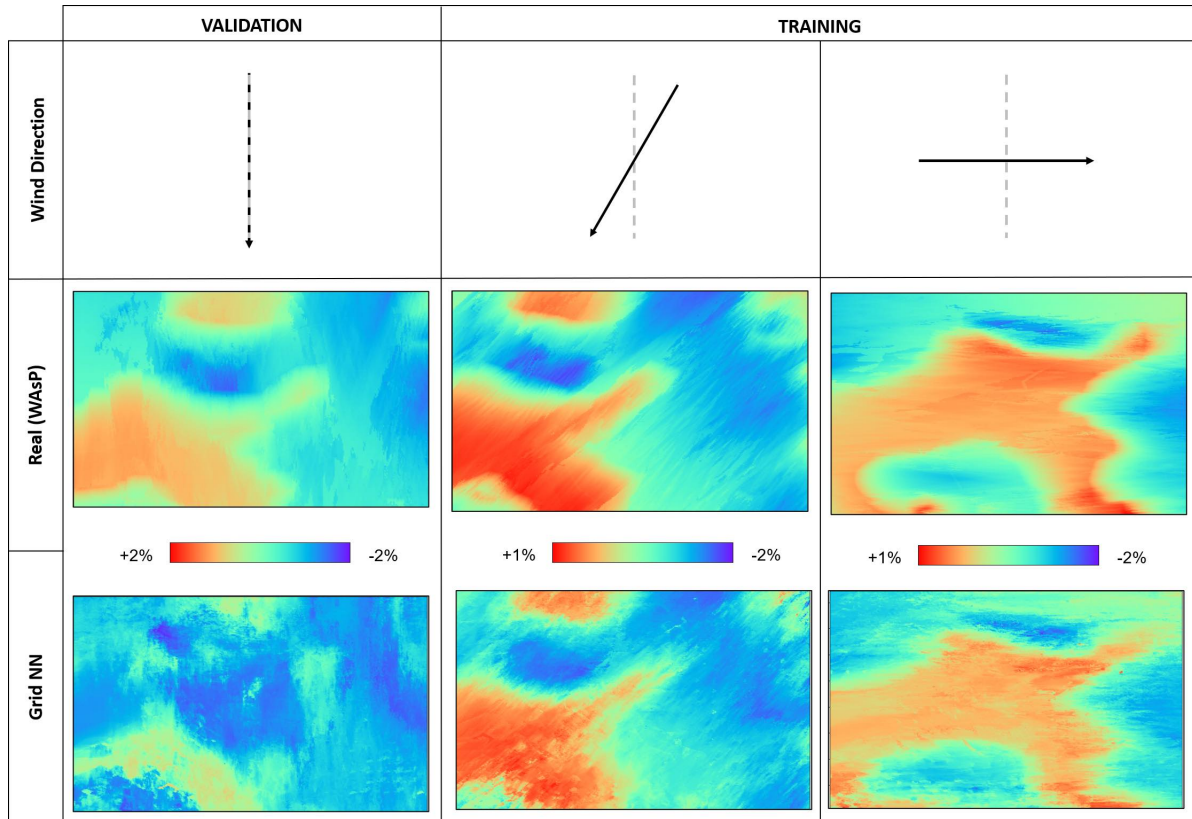 VALIDATION
TRAINING
Wind Direction
Real (WAsP)
+2%
-2%
+1%
-2%
+1%
-2%
Grid NN